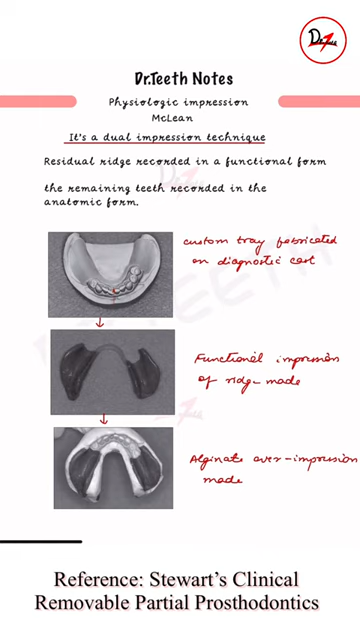 Dr.Teeth
Dr.Teeth Notes
Physiologic impression
McLean
It's a dual impression technique
Residual ridge recorded in a functional form
the remaining teeth recorded in the
anatomic form.
custom tray fabricated
on diagnostic cast
Functional impression
of ridge made
Alginate over-impression
made
Reference: Stewart's Clinical
Removable Partial Prosthodontics